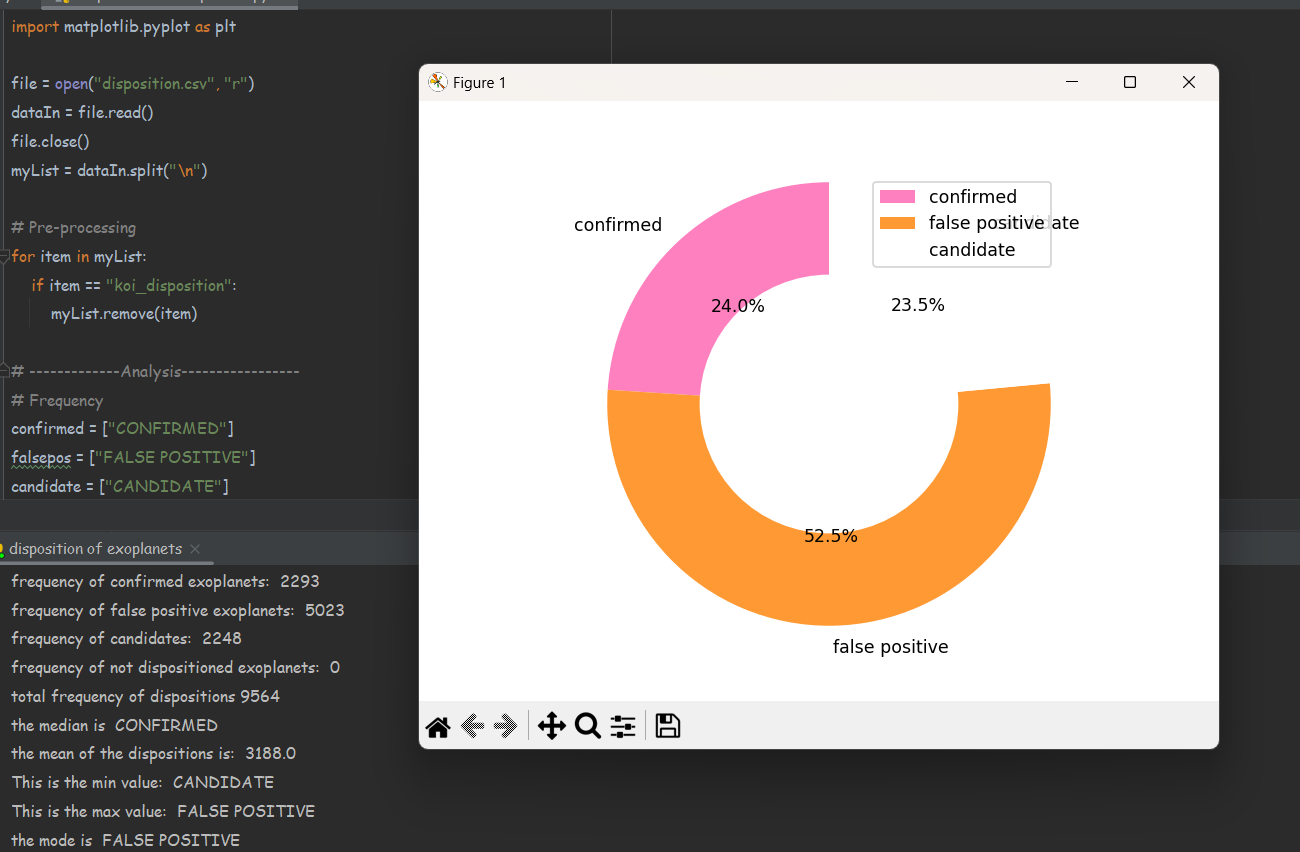 import matplotlib.pyplot as plt
file = open("disposition.csv", "r")
dataIn = file.read()
file.close()
myList = dataIn.split("\n")
# Pre-processing
for item in myList:
if item == "koi_disposition":
myList.remove(item)
# -------------Analysis-----------------
# Frequency
confirmed = ["CONFIRMED"]
falsepos = ["FALSE POSITIVE"]
candidate = ["CANDIDATE"]
Figure 1
confirmed
false positive
candidate
confirmed
24.0%
23.5%
52.5%
false positive
disposition of exoplanets
frequency of confirmed exoplanets:  2293
frequency of false positive exoplanets:  5023
frequency of candidates:  2248
frequency of not dispositioned exoplanets:  0
total frequency of dispositions 9564
the median is  CONFIRMED
the mean of the dispositions is:  3188.0
This is the min value:  CANDIDATE
This is the max value:  FALSE POSITIVE
the mode is  FALSE POSITIVE